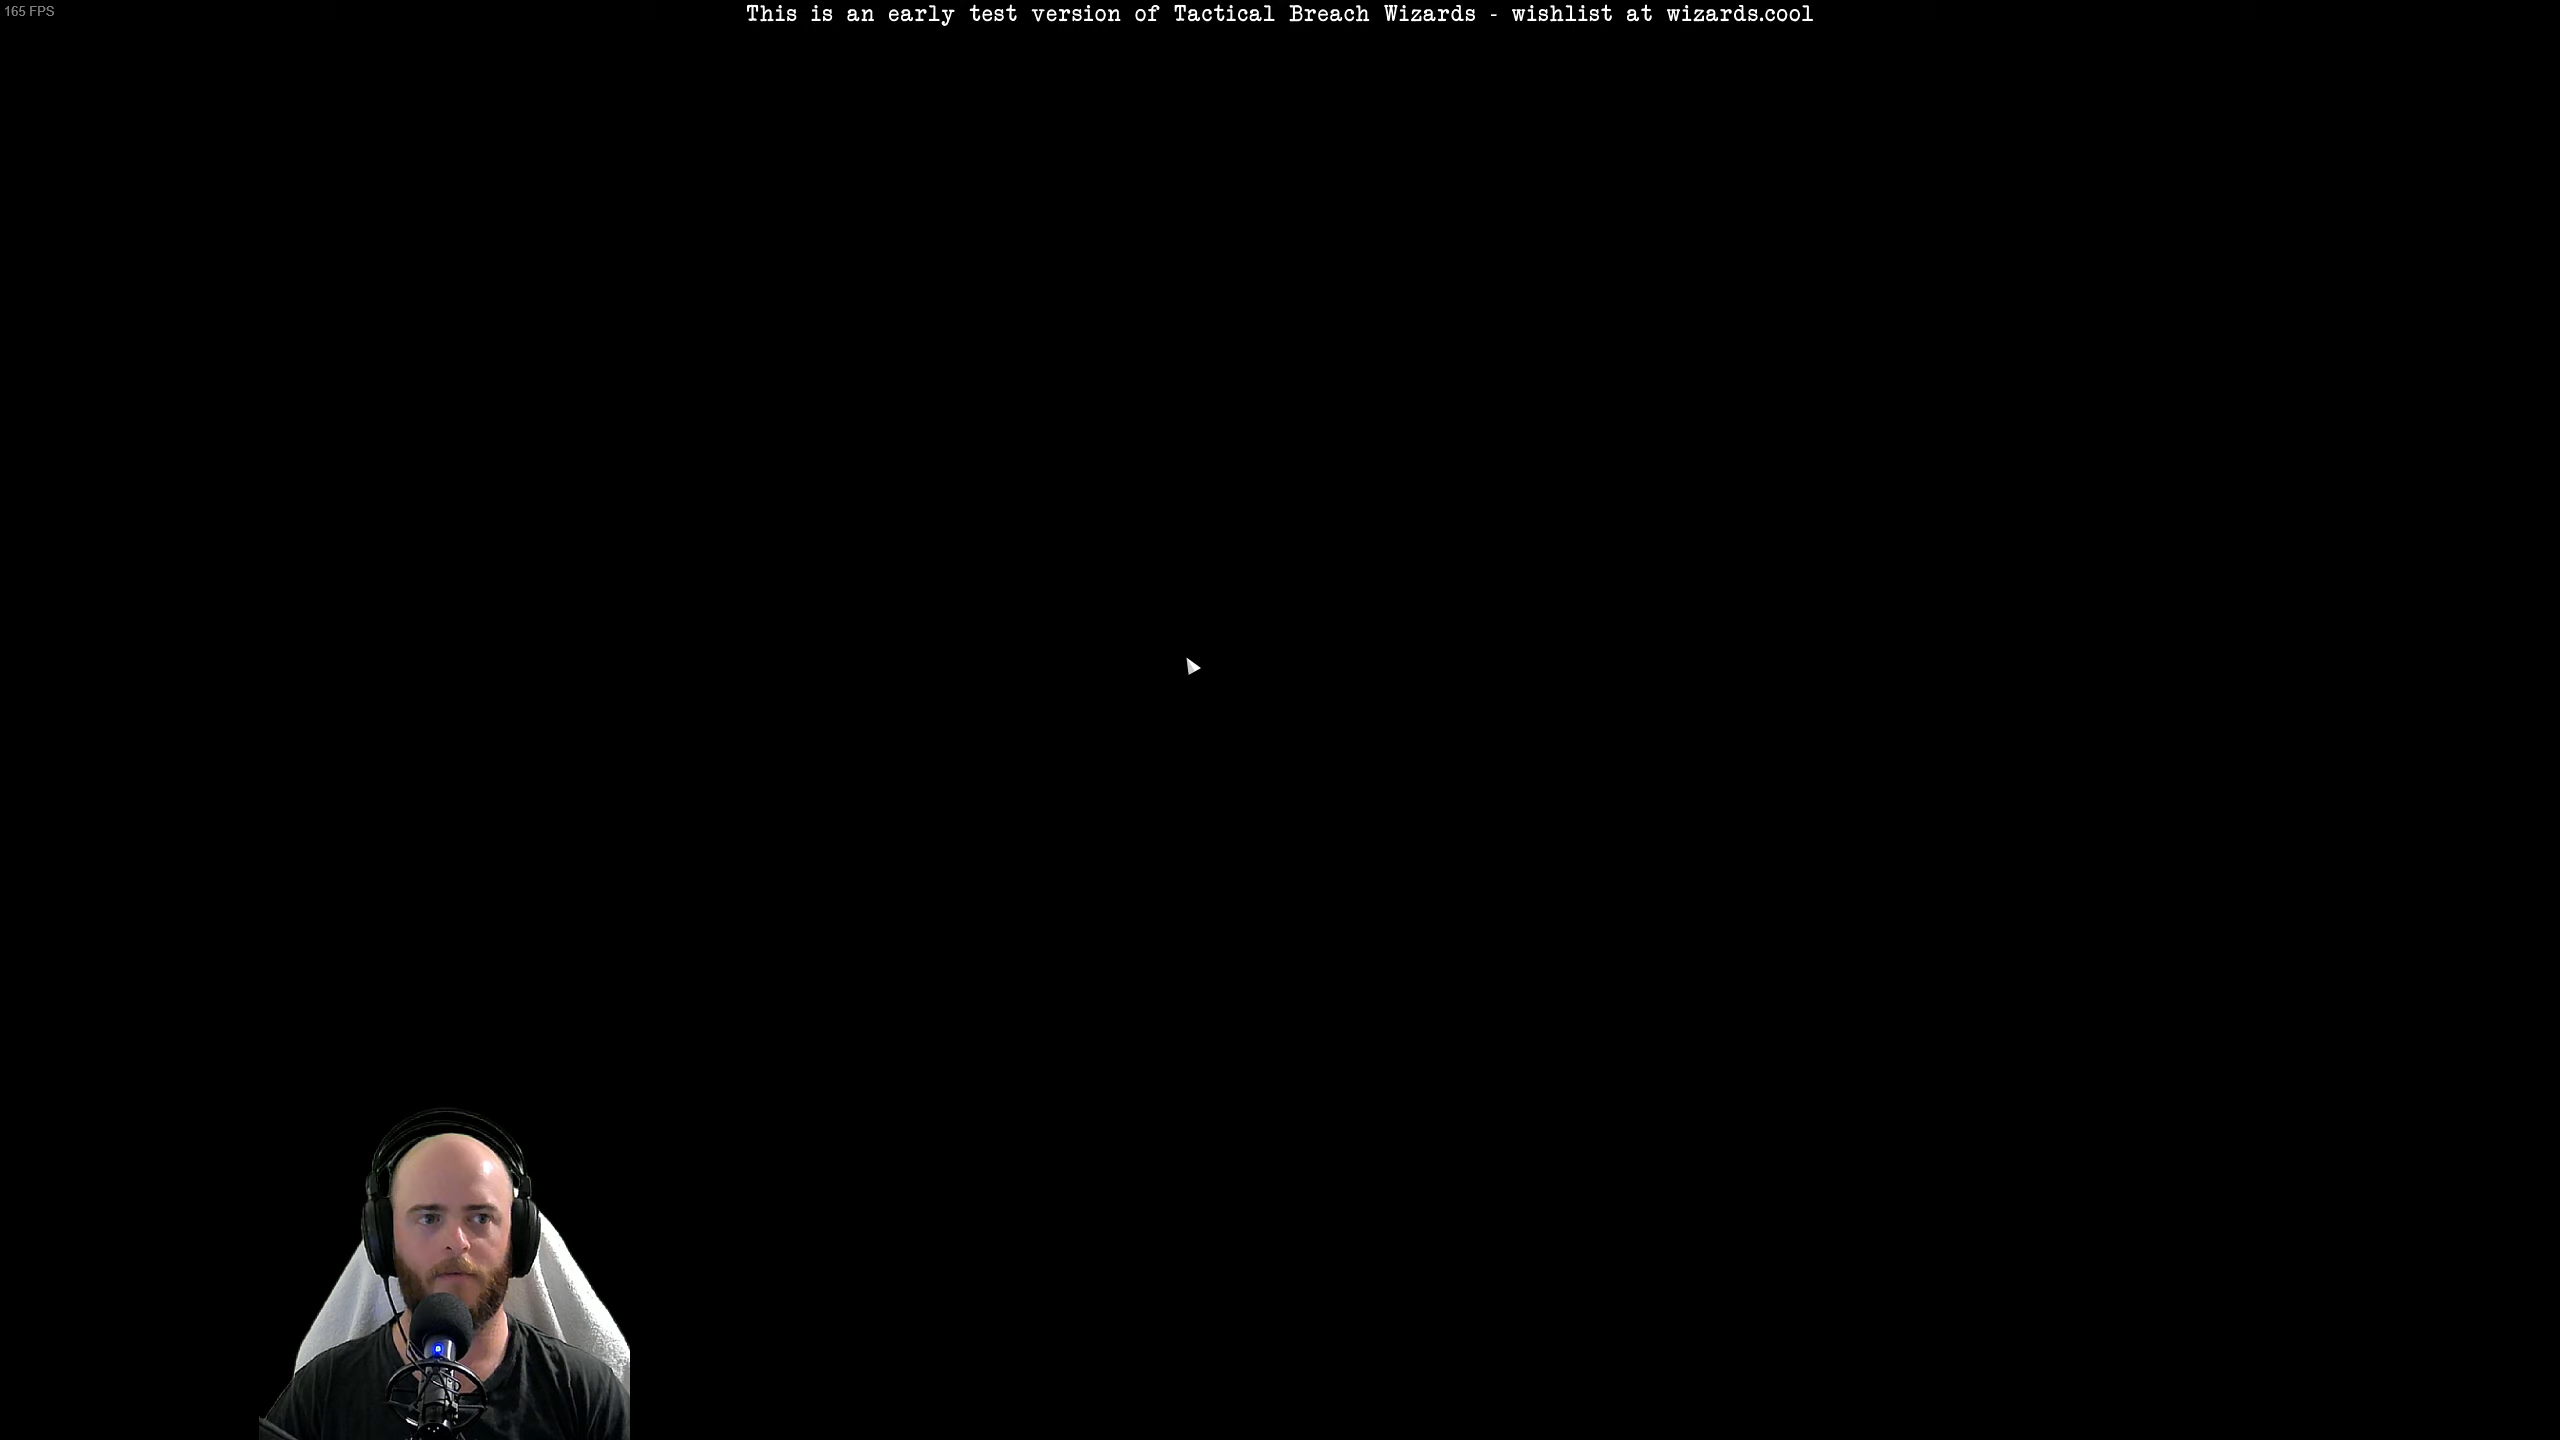 165 FPS
This is an early test version of Tactical Breach Wizards - wishlist at wizards.cool